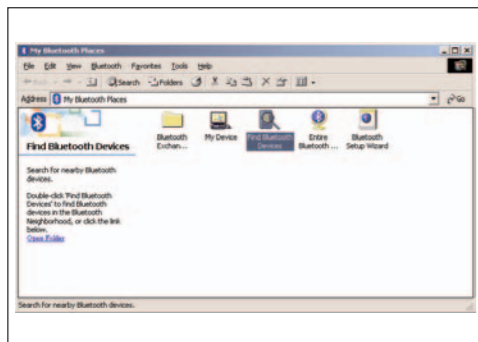 My Bluetooth Places
File Edit View Bluetooth Favorites Tools Help
Search Folders
Address My Bluetooth Places Go
Find Bluetooth Devices
Search for nearby Bluetooth
devices.
Double-click 'Find Bluetooth
Devices' to find Bluetooth
devices in the Bluetooth
Neighborhood, or click the link
below.
Open Folder
Bluetooth
Exchan...
My Device
Find Bluetooth
Devices
Entire
Bluetooth ...
Bluetooth
Setup Wizard
Search for nearby Bluetooth devices.